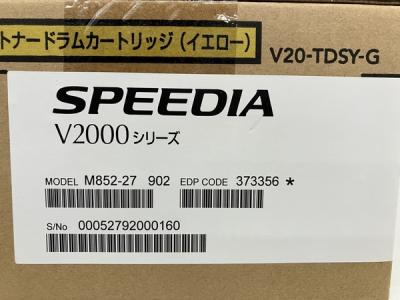 トナードラムカートリッジ(イエロー)
V20-TDSY-G
SPEEDIA
V2000シリーズ
MODEL M852-27 902 EDP CODE 373356 *
S/No 00052792000160